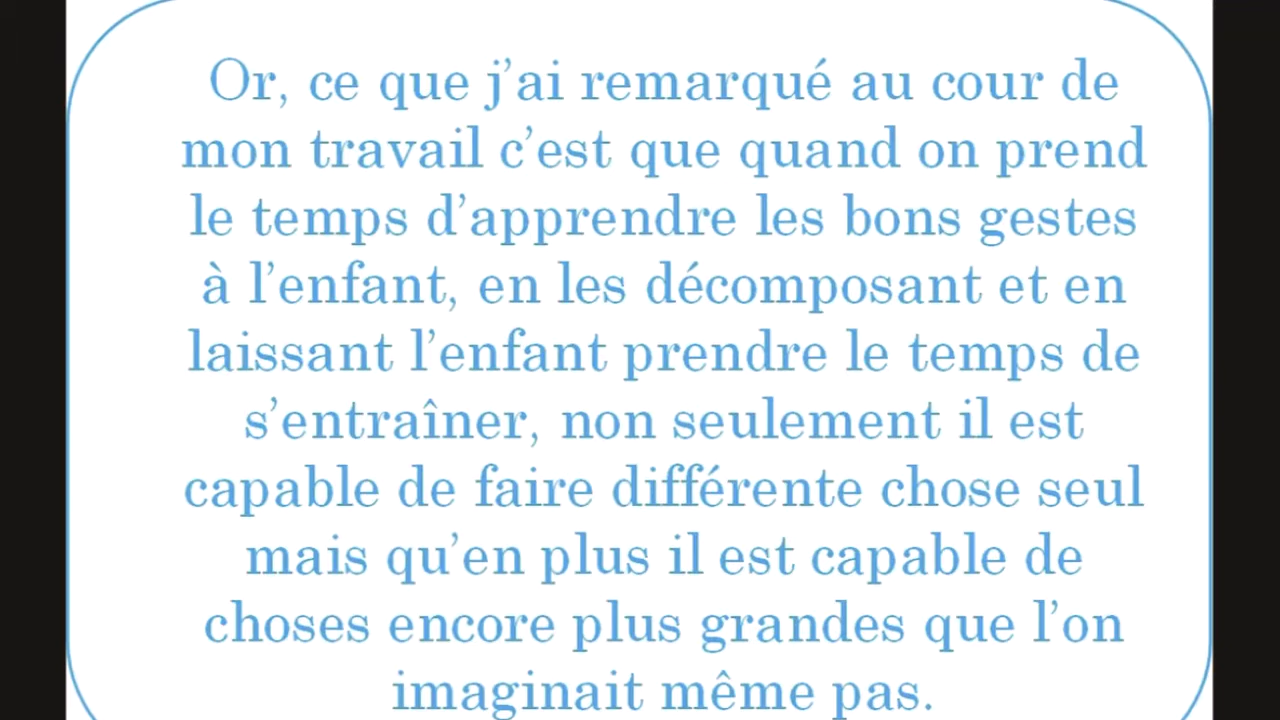 Or, ce que j’ai remarqué au cour de
mon travail c’est que quand on prend
le temps d’apprendre les bons gestes
à l’enfant, en les décomposant et en
laissant l’enfant prendre le temps de
s’entraîner, non seulement il est
capable de faire différente chose seul
mais qu’en plus il est capable de
choses encore plus grandes que l’on
imaginait même pas.